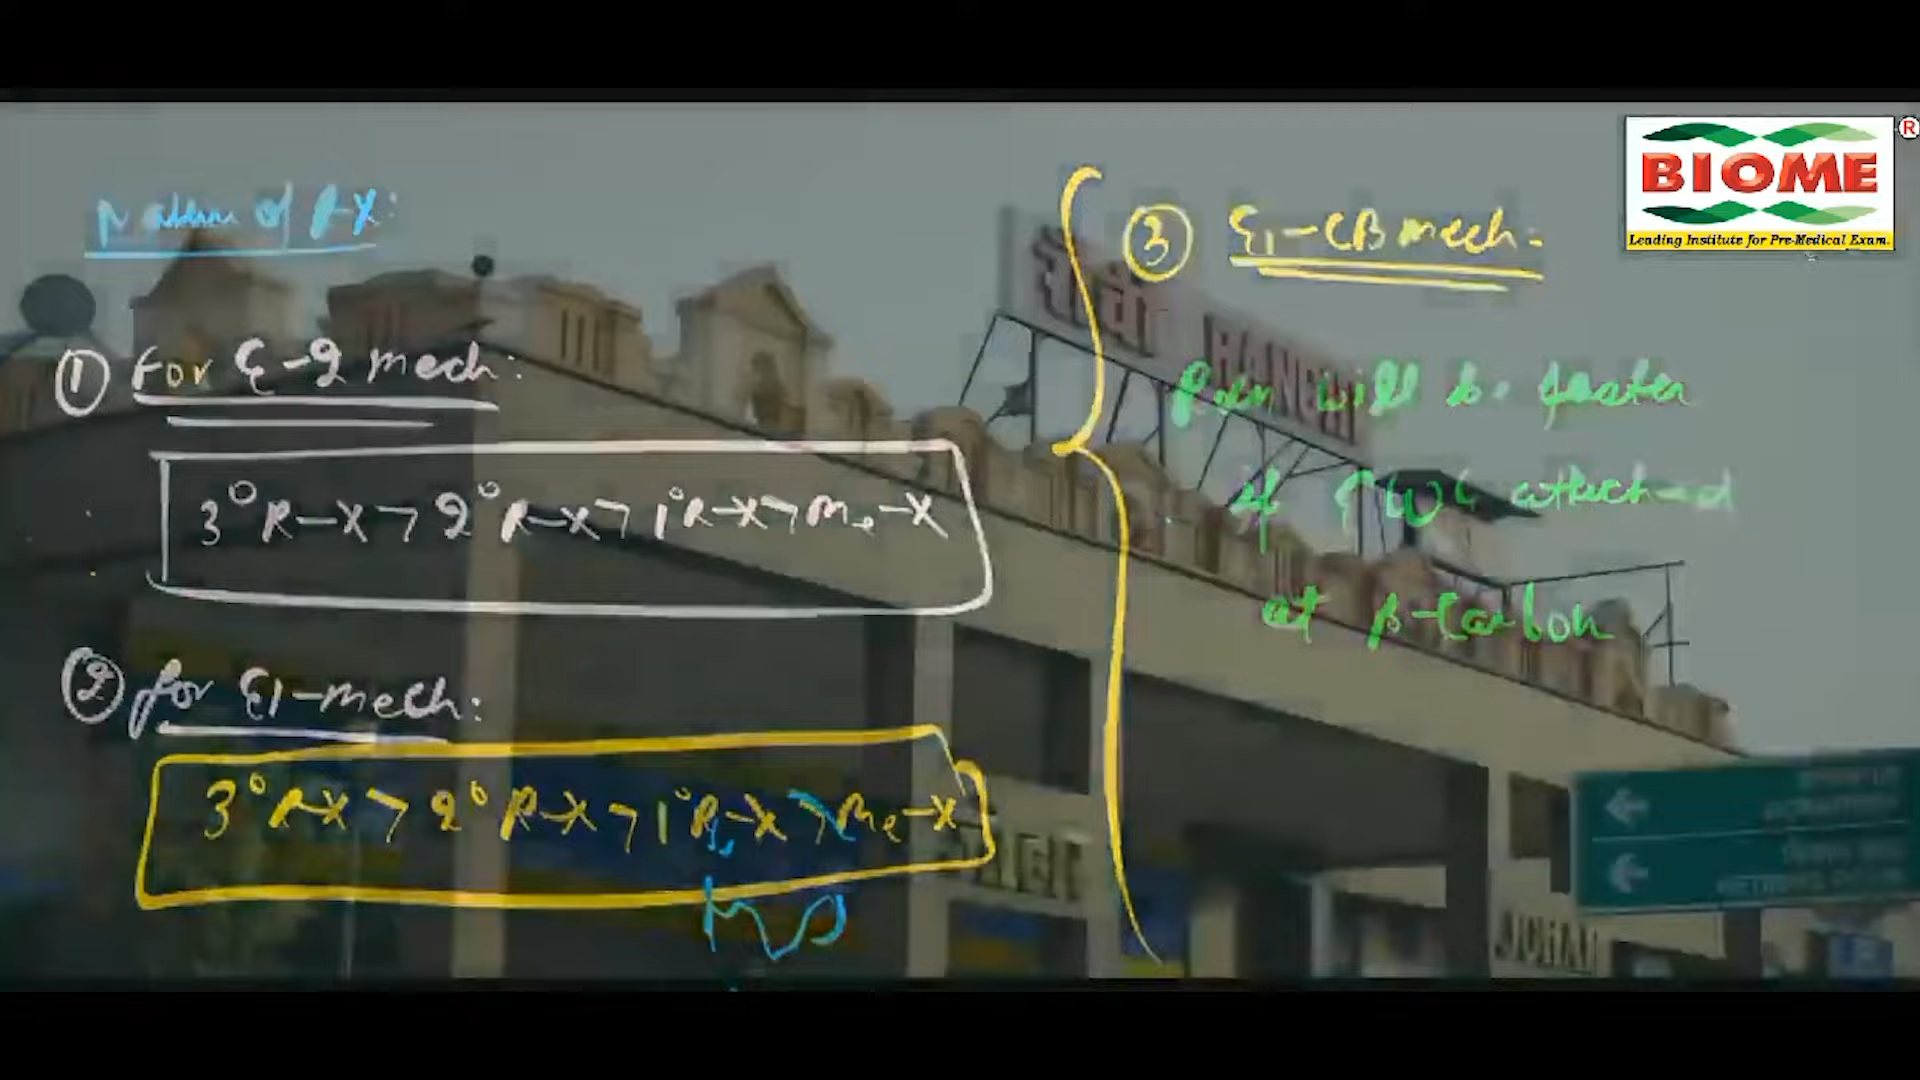 Nature of R-X:
① For E-2 mech:
3° R-X > 2° R-X > 1° R-X > Me-X
② for E1-mech:
3° R-X > 2° R-X > 1° R-X > Me-X
③ E1-CB mech:
Rxn will be faster
if EWG attached
at β-Carbon
BIOME ®
Leading Institute for Pre-Medical Exam.
रांची RANCHI